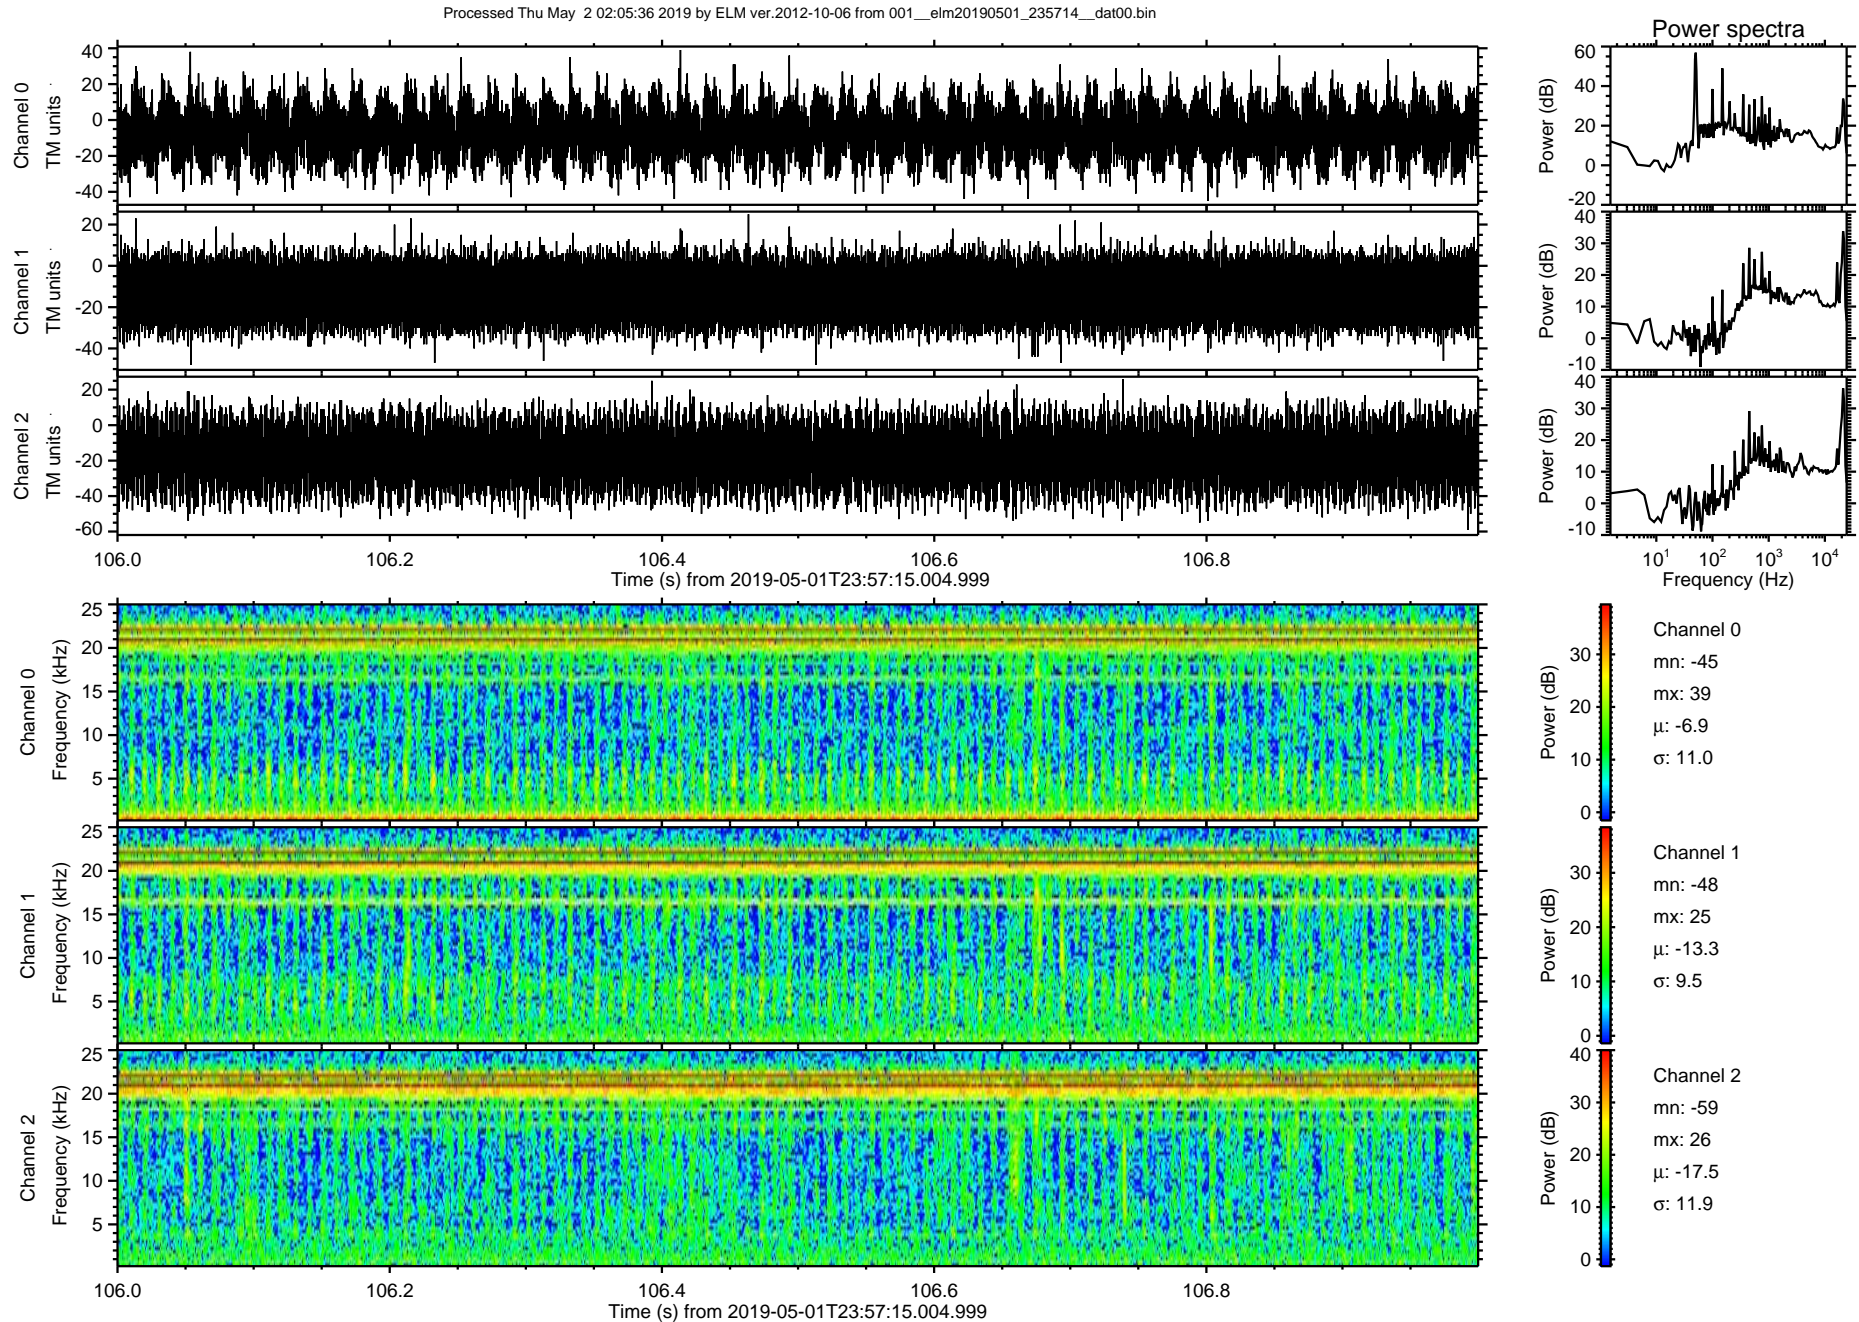 Processed Thu May  2 02:05:36 2019 by ELM ver.2012-10-06 from 001__elm20190501_235714__dat00.bin
Power spectra
Channel 0
TM units
40
20
0
-20
-40
Power (dB)
60
40
20
0
-20
Channel 1
TM units
20
0
-20
-40
Power (dB)
40
30
20
10
0
-10
Channel 2
TM units
20
0
-20
-40
-60
Power (dB)
40
30
20
10
0
-10
106.0
106.2
106.4
106.6
106.8
Time (s) from 2019-05-01T23:57:15.004.999
10¹
10²
10³
10⁴
Frequency (Hz)
Channel 0
Frequency (kHz)
25
20
15
10
5
Power (dB)
30
20
10
0
Channel 0
mn: -45
mx: 39
μ: -6.9
σ: 11.0
Channel 1
Frequency (kHz)
25
20
15
10
5
Power (dB)
30
20
10
0
Channel 1
mn: -48
mx: 25
μ: -13.3
σ: 9.5
Channel 2
Frequency (kHz)
25
20
15
10
5
Power (dB)
40
30
20
10
0
Channel 2
mn: -59
mx: 26
μ: -17.5
σ: 11.9
106.0
106.2
106.4
106.6
106.8
Time (s) from 2019-05-01T23:57:15.004.999